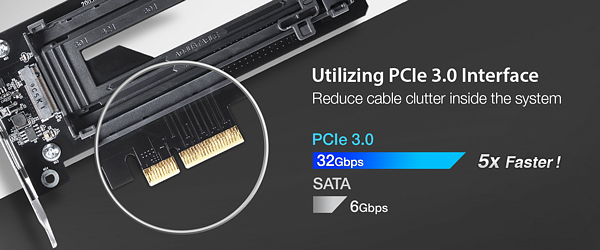 Utilizing PCIe 3.0 Interface
Reduce cable clutter inside the system
PCIe 3.0
32Gbps
5x Faster!
SATA
6Gbps